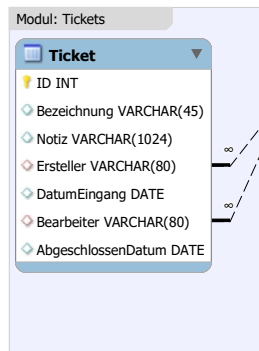 Modul: Tickets
Ticket
ID INT
Bezeichnung VARCHAR(45)
Notiz VARCHAR(1024)
∞
Ersteller VARCHAR(80)
DatumEingang DATE
∞
Bearbeiter VARCHAR(80)
AbgeschlossenDatum DATE